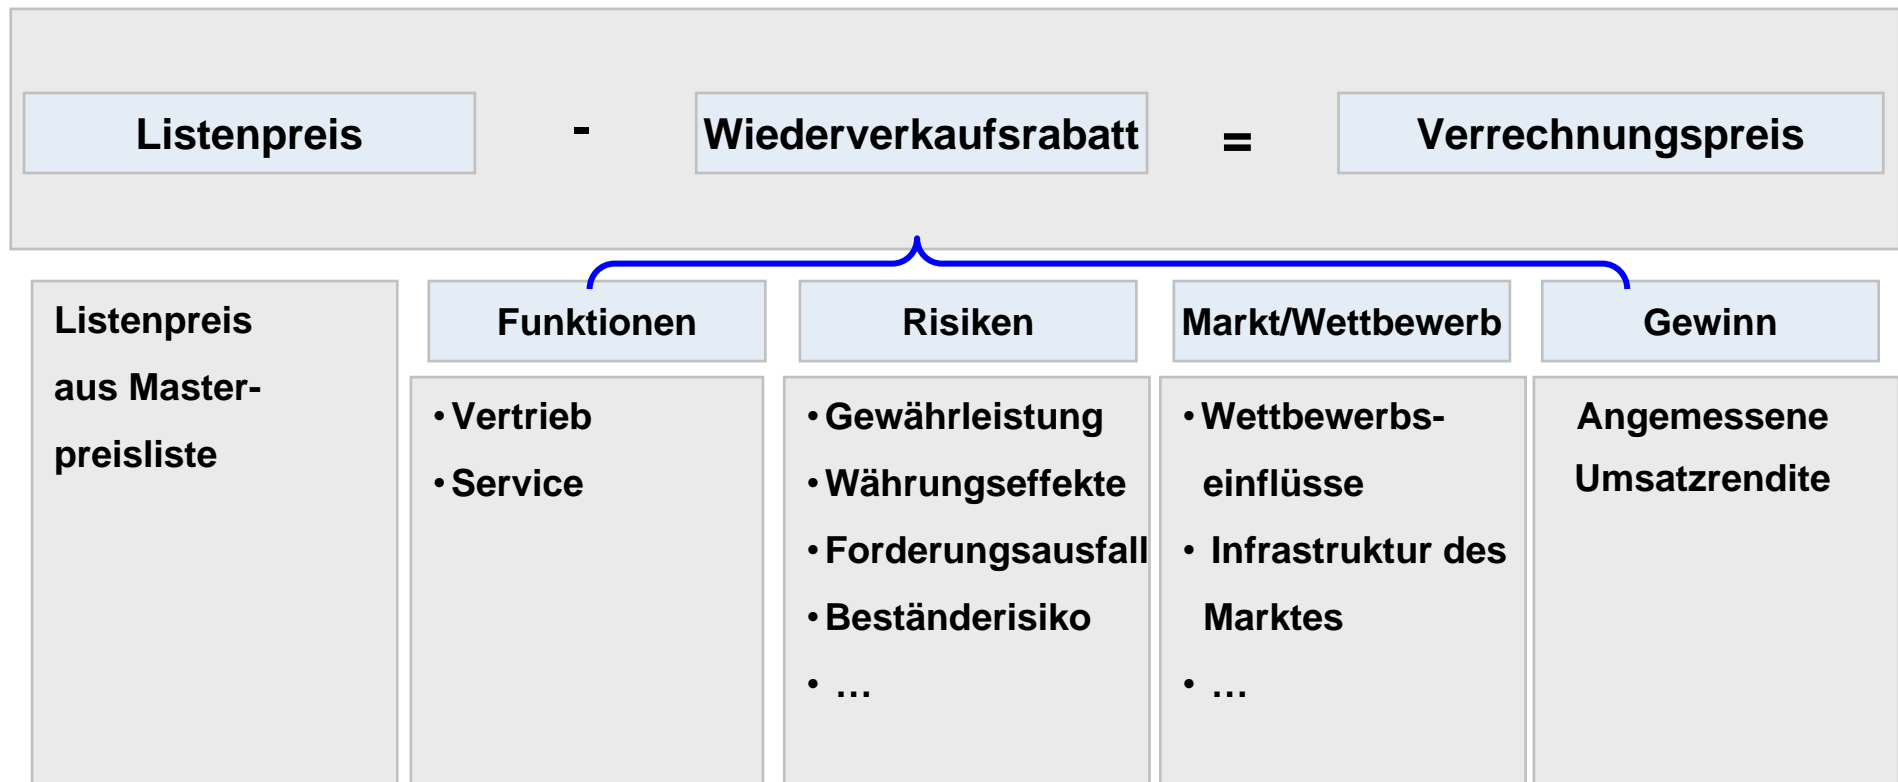 Listenpreis - Wiederverkaufsrabatt = Verrechnungspreis
Listenpreis
aus Master-
preisliste
Funktionen
• Vertrieb
• Service
Risiken
• Gewährleistung
• Währungseffekte
• Forderungsausfall
• Beständerisiko
• …
Markt/Wettbewerb
• Wettbewerbs-
einflüsse
• Infrastruktur des
Marktes
• …
Gewinn
Angemessene
Umsatzrendite